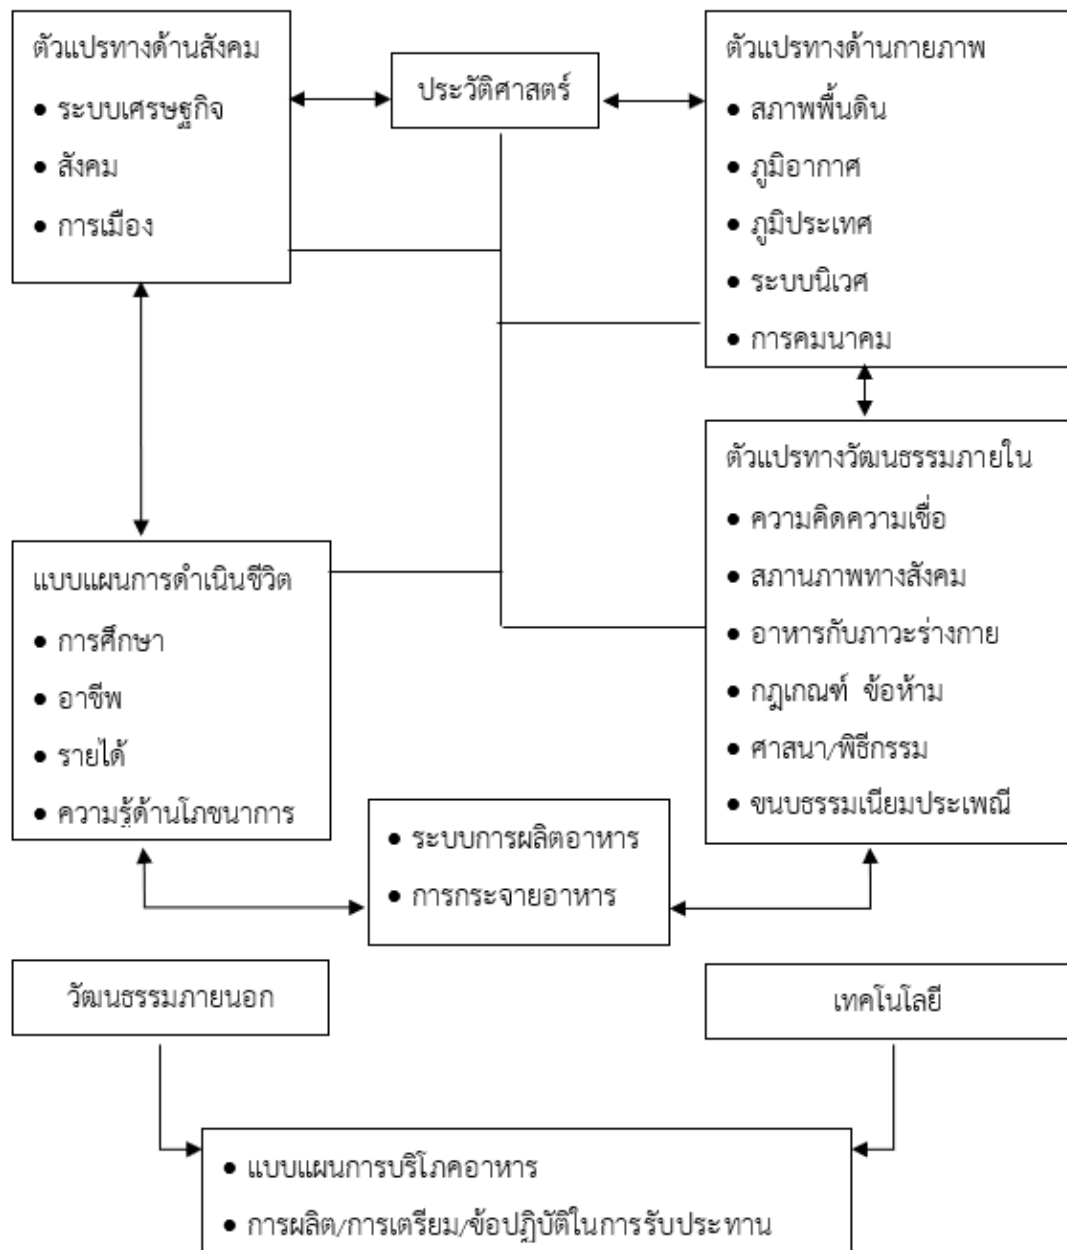 ตัวแปรทางด้านสังคม
• ระบบเศรษฐกิจ
• สังคม
• การเมือง
ประวัติศาสตร์
ตัวแปรทางด้านกายภาพ
• สภาพพื้นดิน
• ภูมิอากาศ
• ภูมิประเทศ
• ระบบนิเวศ
• การคมนาคม
แบบแผนการดำเนินชีวิต
• การศึกษา
• อาชีพ
• รายได้
• ความรู้ด้านโภชนาการ
ตัวแปรทางวัฒนธรรมภายใน
• ความคิดความเชื่อ
• สถานภาพทางสังคม
• อาหารกับภาวะร่างกาย
• กฎเกณฑ์ ข้อห้าม
• ศาสนา/พิธีกรรม
• ขนบธรรมเนียมประเพณี
• ระบบการผลิตอาหาร
• การกระจายอาหาร
วัฒนธรรมภายนอก
เทคโนโลยี
• แบบแผนการบริโภคอาหาร
• การผลิต/การเตรียม/ข้อปฏิบัติในการรับประทาน